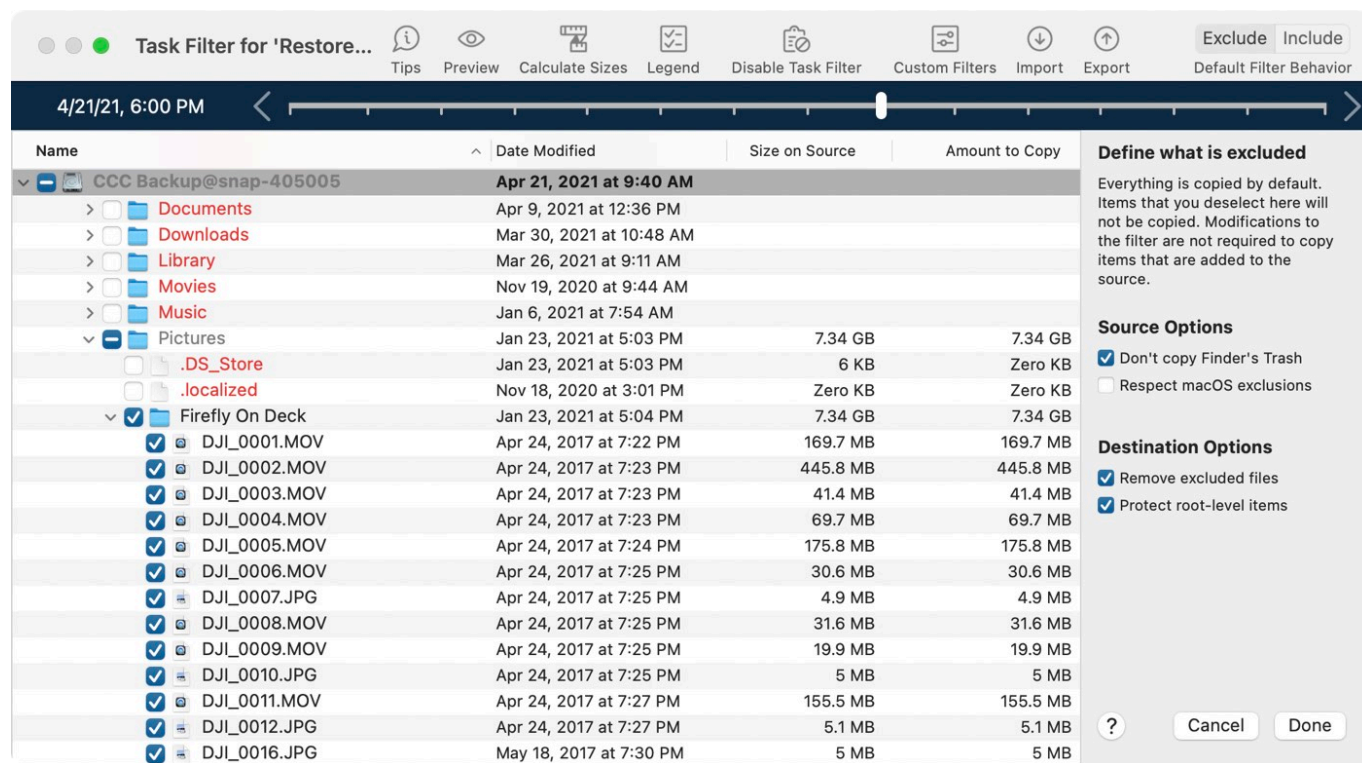 Task Filter for 'Restore...
Tips
Preview
Calculate Sizes
Legend
Disable Task Filter
Custom Filters
Import
Export
Exclude Include
Default Filter Behavior
4/21/21, 6:00 PM
Name Date Modified Size on Source Amount to Copy
CCC Backup@snap-405005 Apr 21, 2021 at 9:40 AM
Documents Apr 9, 2021 at 12:36 PM
Downloads Mar 30, 2021 at 10:48 AM
Library Mar 26, 2021 at 9:11 AM
Movies Nov 19, 2020 at 9:44 AM
Music Jan 6, 2021 at 7:54 AM
Pictures Jan 23, 2021 at 5:03 PM 7.34 GB 7.34 GB
.DS_Store Jan 23, 2021 at 5:03 PM 6 KB Zero KB
.localized Nov 18, 2020 at 3:01 PM Zero KB Zero KB
Firefly On Deck Jan 23, 2021 at 5:04 PM 7.34 GB 7.34 GB
DJI_0001.MOV Apr 24, 2017 at 7:22 PM 169.7 MB 169.7 MB
DJI_0002.MOV Apr 24, 2017 at 7:23 PM 445.8 MB 445.8 MB
DJI_0003.MOV Apr 24, 2017 at 7:23 PM 41.4 MB 41.4 MB
DJI_0004.MOV Apr 24, 2017 at 7:23 PM 69.7 MB 69.7 MB
DJI_0005.MOV Apr 24, 2017 at 7:24 PM 175.8 MB 175.8 MB
DJI_0006.MOV Apr 24, 2017 at 7:25 PM 30.6 MB 30.6 MB
DJI_0007.JPG Apr 24, 2017 at 7:25 PM 4.9 MB 4.9 MB
DJI_0008.MOV Apr 24, 2017 at 7:25 PM 31.6 MB 31.6 MB
DJI_0009.MOV Apr 24, 2017 at 7:25 PM 19.9 MB 19.9 MB
DJI_0010.JPG Apr 24, 2017 at 7:25 PM 5 MB 5 MB
DJI_0011.MOV Apr 24, 2017 at 7:27 PM 155.5 MB 155.5 MB
DJI_0012.JPG Apr 24, 2017 at 7:27 PM 5.1 MB 5.1 MB
DJI_0016.JPG May 18, 2017 at 7:30 PM 5 MB 5 MB
Define what is excluded
Everything is copied by default.
Items that you deselect here will
not be copied. Modifications to
the filter are not required to copy
items that are added to the
source.
Source Options
Don't copy Finder's Trash
Respect macOS exclusions
Destination Options
Remove excluded files
Protect root-level items
? Cancel Done